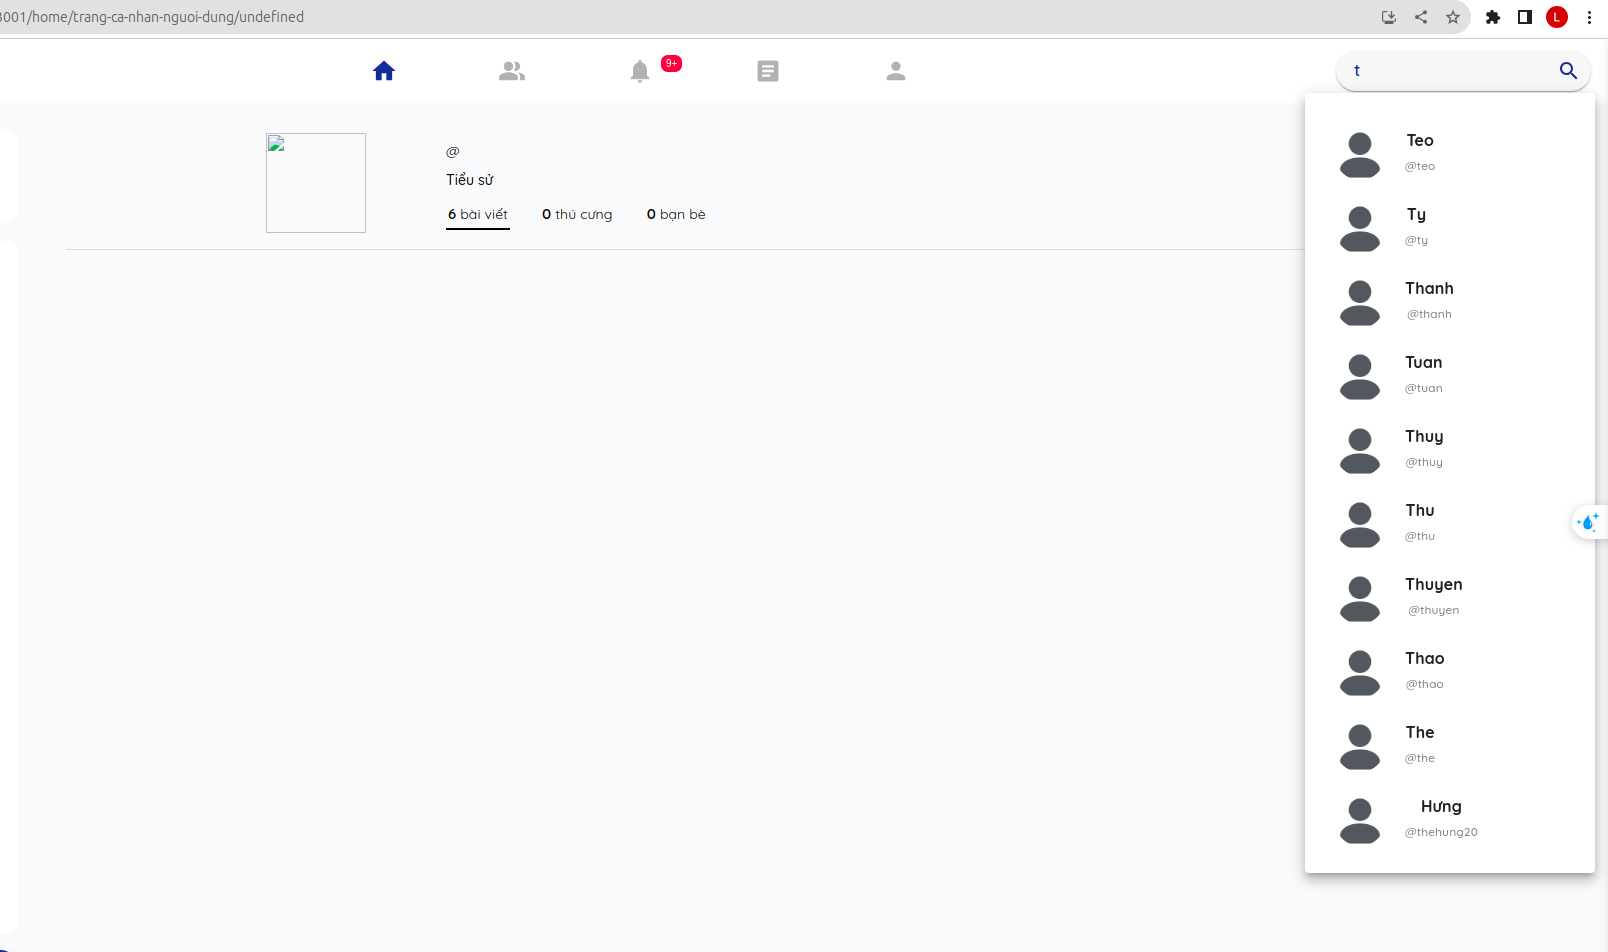 3001/home/trang-ca-nhan-nguoi-dung/undefined
L
9+
t
@
Tiểu sử
6 bài viết 0 thú cưng 0 bạn bè
Teo
@teo
Ty
@ty
Thanh
@thanh
Tuan
@tuan
Thuy
@thuy
Thu
@thu
Thuyen
@thuyen
Thao
@thao
The
@the
Hưng
@thehung20